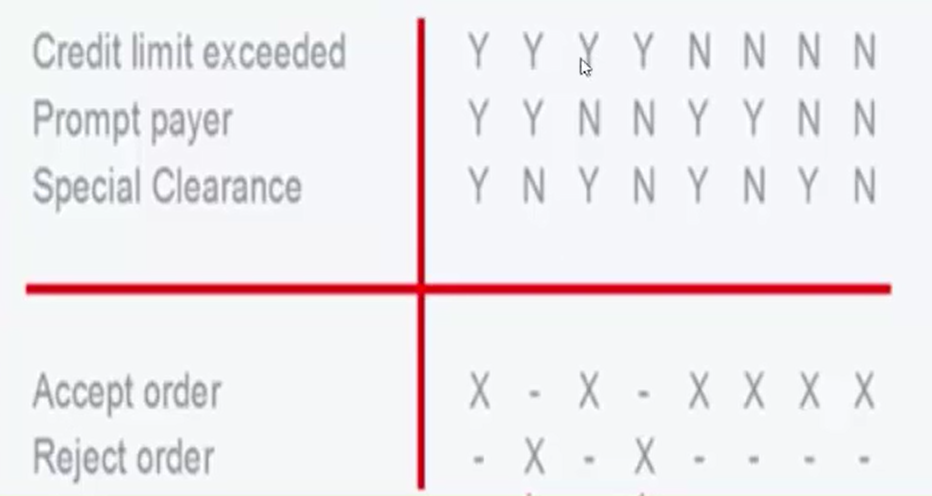 Credit limit exceeded Y Y Y Y N N N N
Prompt payer Y Y N N Y Y N N
Special Clearance Y N Y N Y N Y N
Accept order X - X - X X X X
Reject order - X - X - - - -